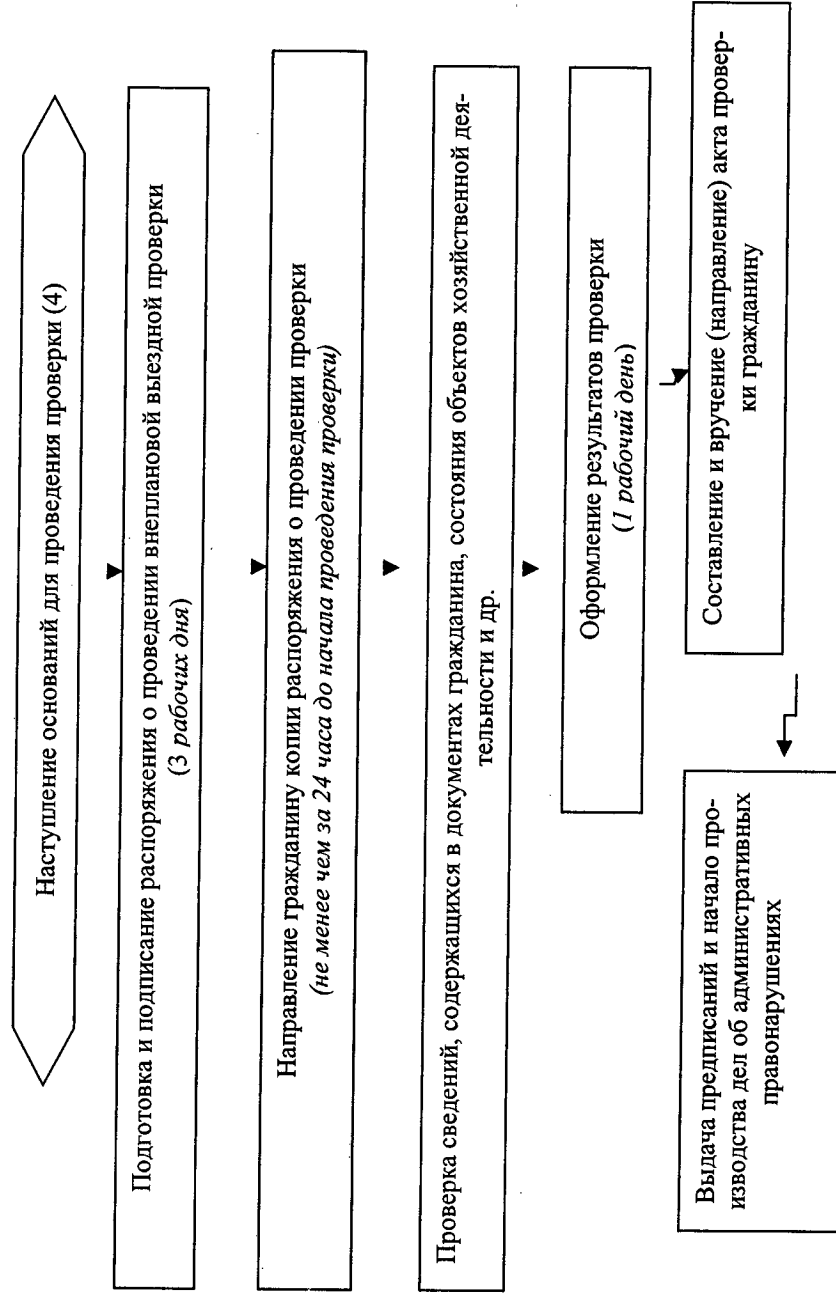 Наступление оснований для проведения проверки (4)
Подготовка и подписание распоряжения о проведении внеплановой выездной проверки
(3 рабочих дня)
Направление гражданину копии распоряжения о проведении проверки
(не менее чем за 24 часа до начала проведения проверки)
Проверка сведений, содержащихся в документах гражданина, состояния объектов хозяйственной дея-
тельности и др.
Оформление результатов проверки
(1 рабочий день)
Составление и вручение (направление) акта провер-
ки гражданину
Выдача предписаний и начало про-
изводства дел об административных
правонарушениях